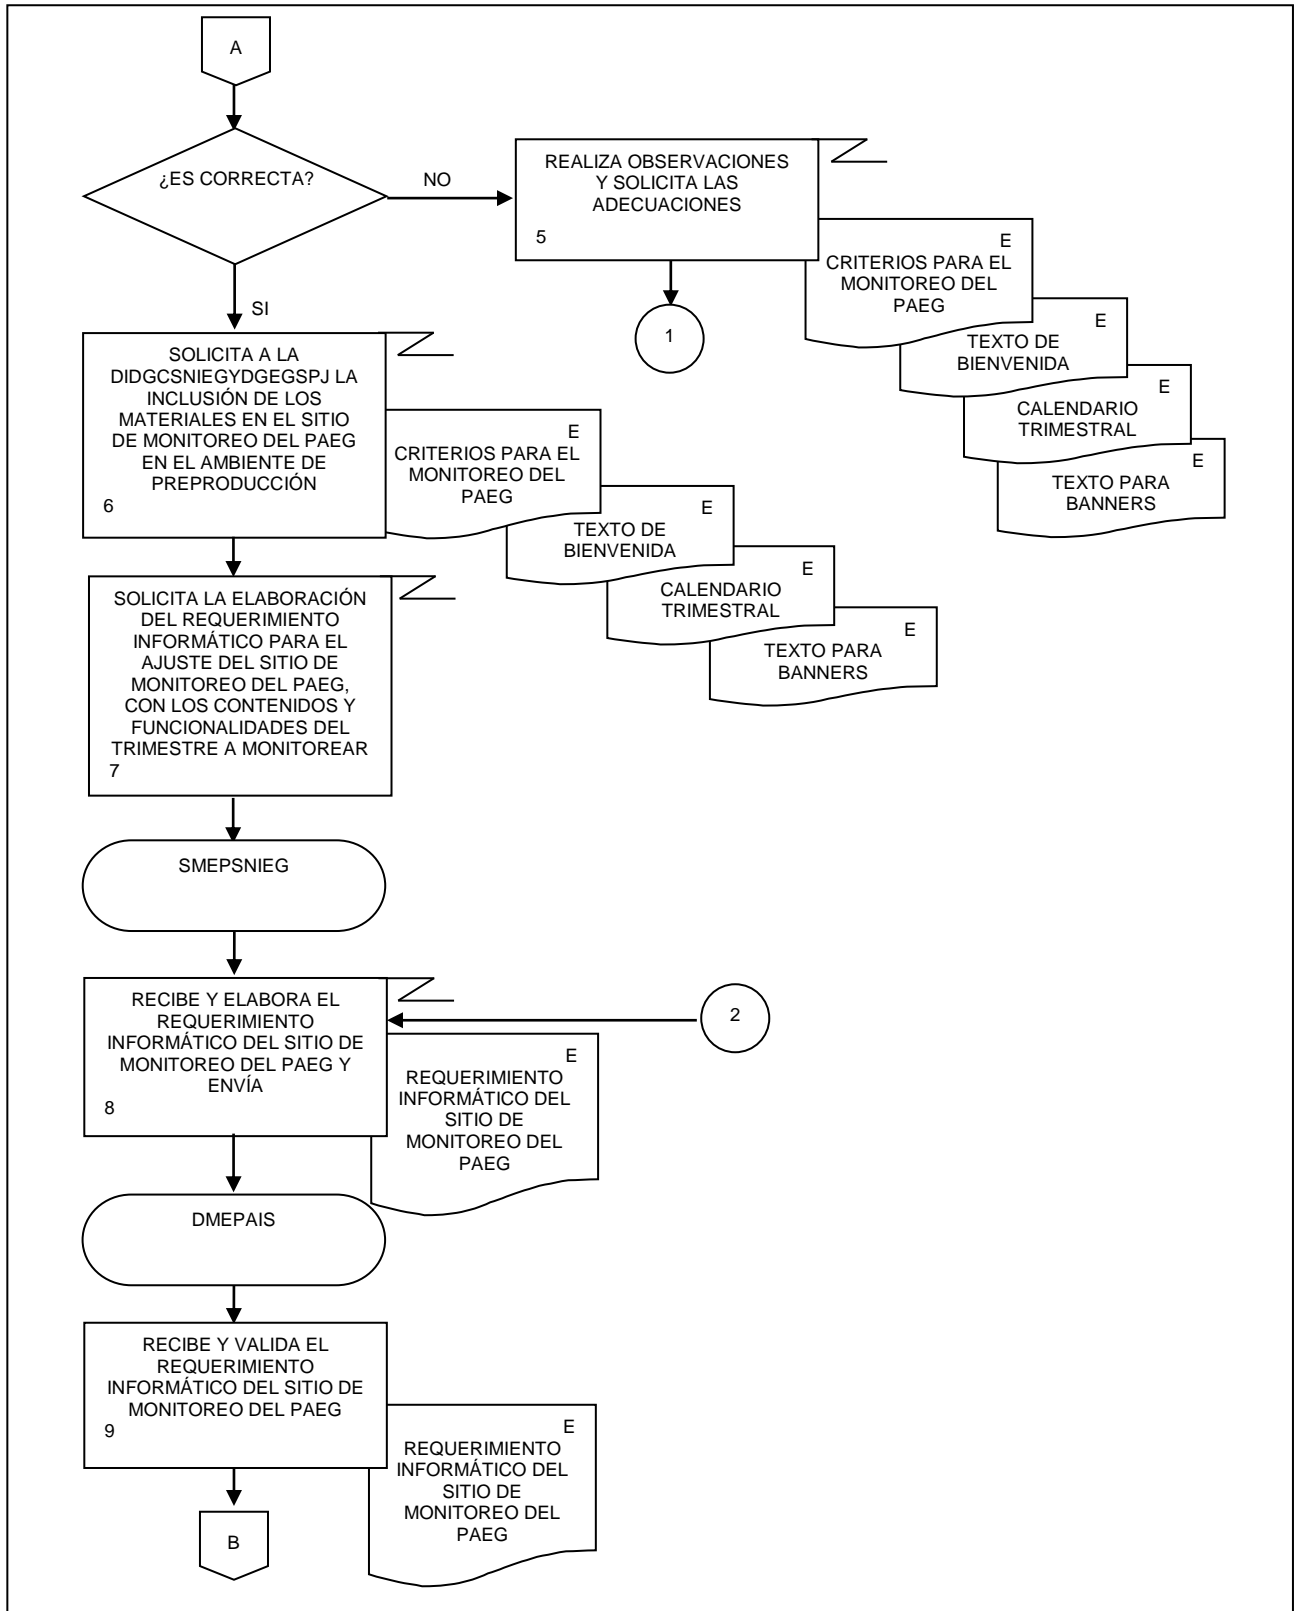 A
¿ES CORRECTA?
NO
SI
REALIZA OBSERVACIONES
Y SOLICITA LAS
ADECUACIONES
5
E
CRITERIOS PARA EL
MONITOREO DEL
PAEG
E
TEXTO DE
BIENVENIDA
E
CALENDARIO
TRIMESTRAL
E
TEXTO PARA
BANNERS
1
SOLICITA A LA
DIDGCSNIEGYDGEGSPJ LA
INCLUSIÓN DE LOS
MATERIALES EN EL SITIO
DE MONITOREO DEL PAEG
EN EL AMBIENTE DE
PREPRODUCCIÓN
6
E
CRITERIOS PARA EL
MONITOREO DEL
PAEG
E
TEXTO DE
BIENVENIDA
E
CALENDARIO
TRIMESTRAL
E
TEXTO PARA
BANNERS
SOLICITA LA ELABORACIÓN
DEL REQUERIMIENTO
INFORMÁTICO PARA EL
AJUSTE DEL SITIO DE
MONITOREO DEL PAEG,
CON LOS CONTENIDOS Y
FUNCIONALIDADES DEL
TRIMESTRE A MONITOREAR
7
SMEPSNIEG
RECIBE Y ELABORA EL
REQUERIMIENTO
INFORMÁTICO DEL SITIO DE
MONITOREO DEL PAEG Y
ENVÍA
8
2
E
REQUERIMIENTO
INFORMÁTICO DEL
SITIO DE
MONITOREO DEL
PAEG
DMEPAIS
RECIBE Y VALIDA EL
REQUERIMIENTO
INFORMÁTICO DEL SITIO DE
MONITOREO DEL PAEG
9
E
REQUERIMIENTO
INFORMÁTICO DEL
SITIO DE
MONITOREO DEL
PAEG
B